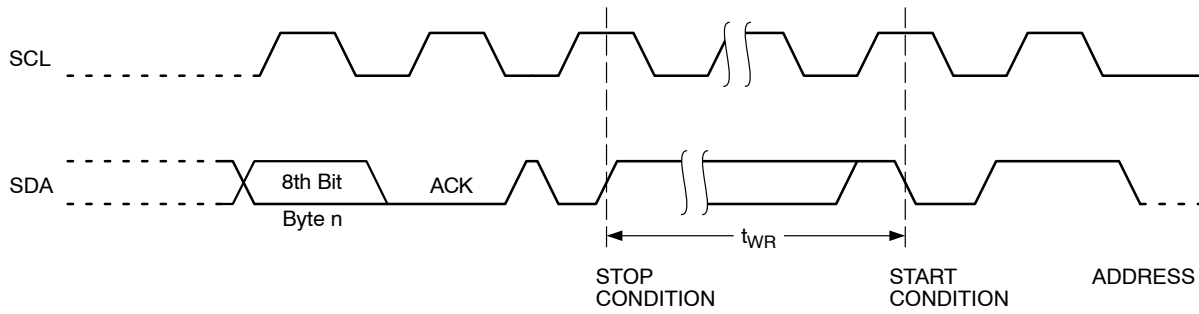 SCL
SDA
8th Bit
Byte n
ACK
tWR
STOP
CONDITION
START
CONDITION
ADDRESS